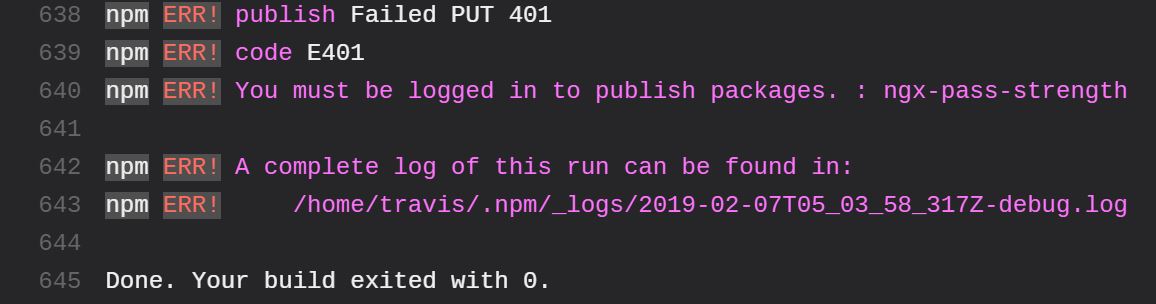 638 npm ERR! publish Failed PUT 401
639 npm ERR! code E401
640 npm ERR! You must be logged in to publish packages. : ngx-pass-strength
641
642 npm ERR! A complete log of this run can be found in:
643 npm ERR!     /home/travis/.npm/_logs/2019-02-07T05_03_58_317Z-debug.log
644
645 Done. Your build exited with 0.